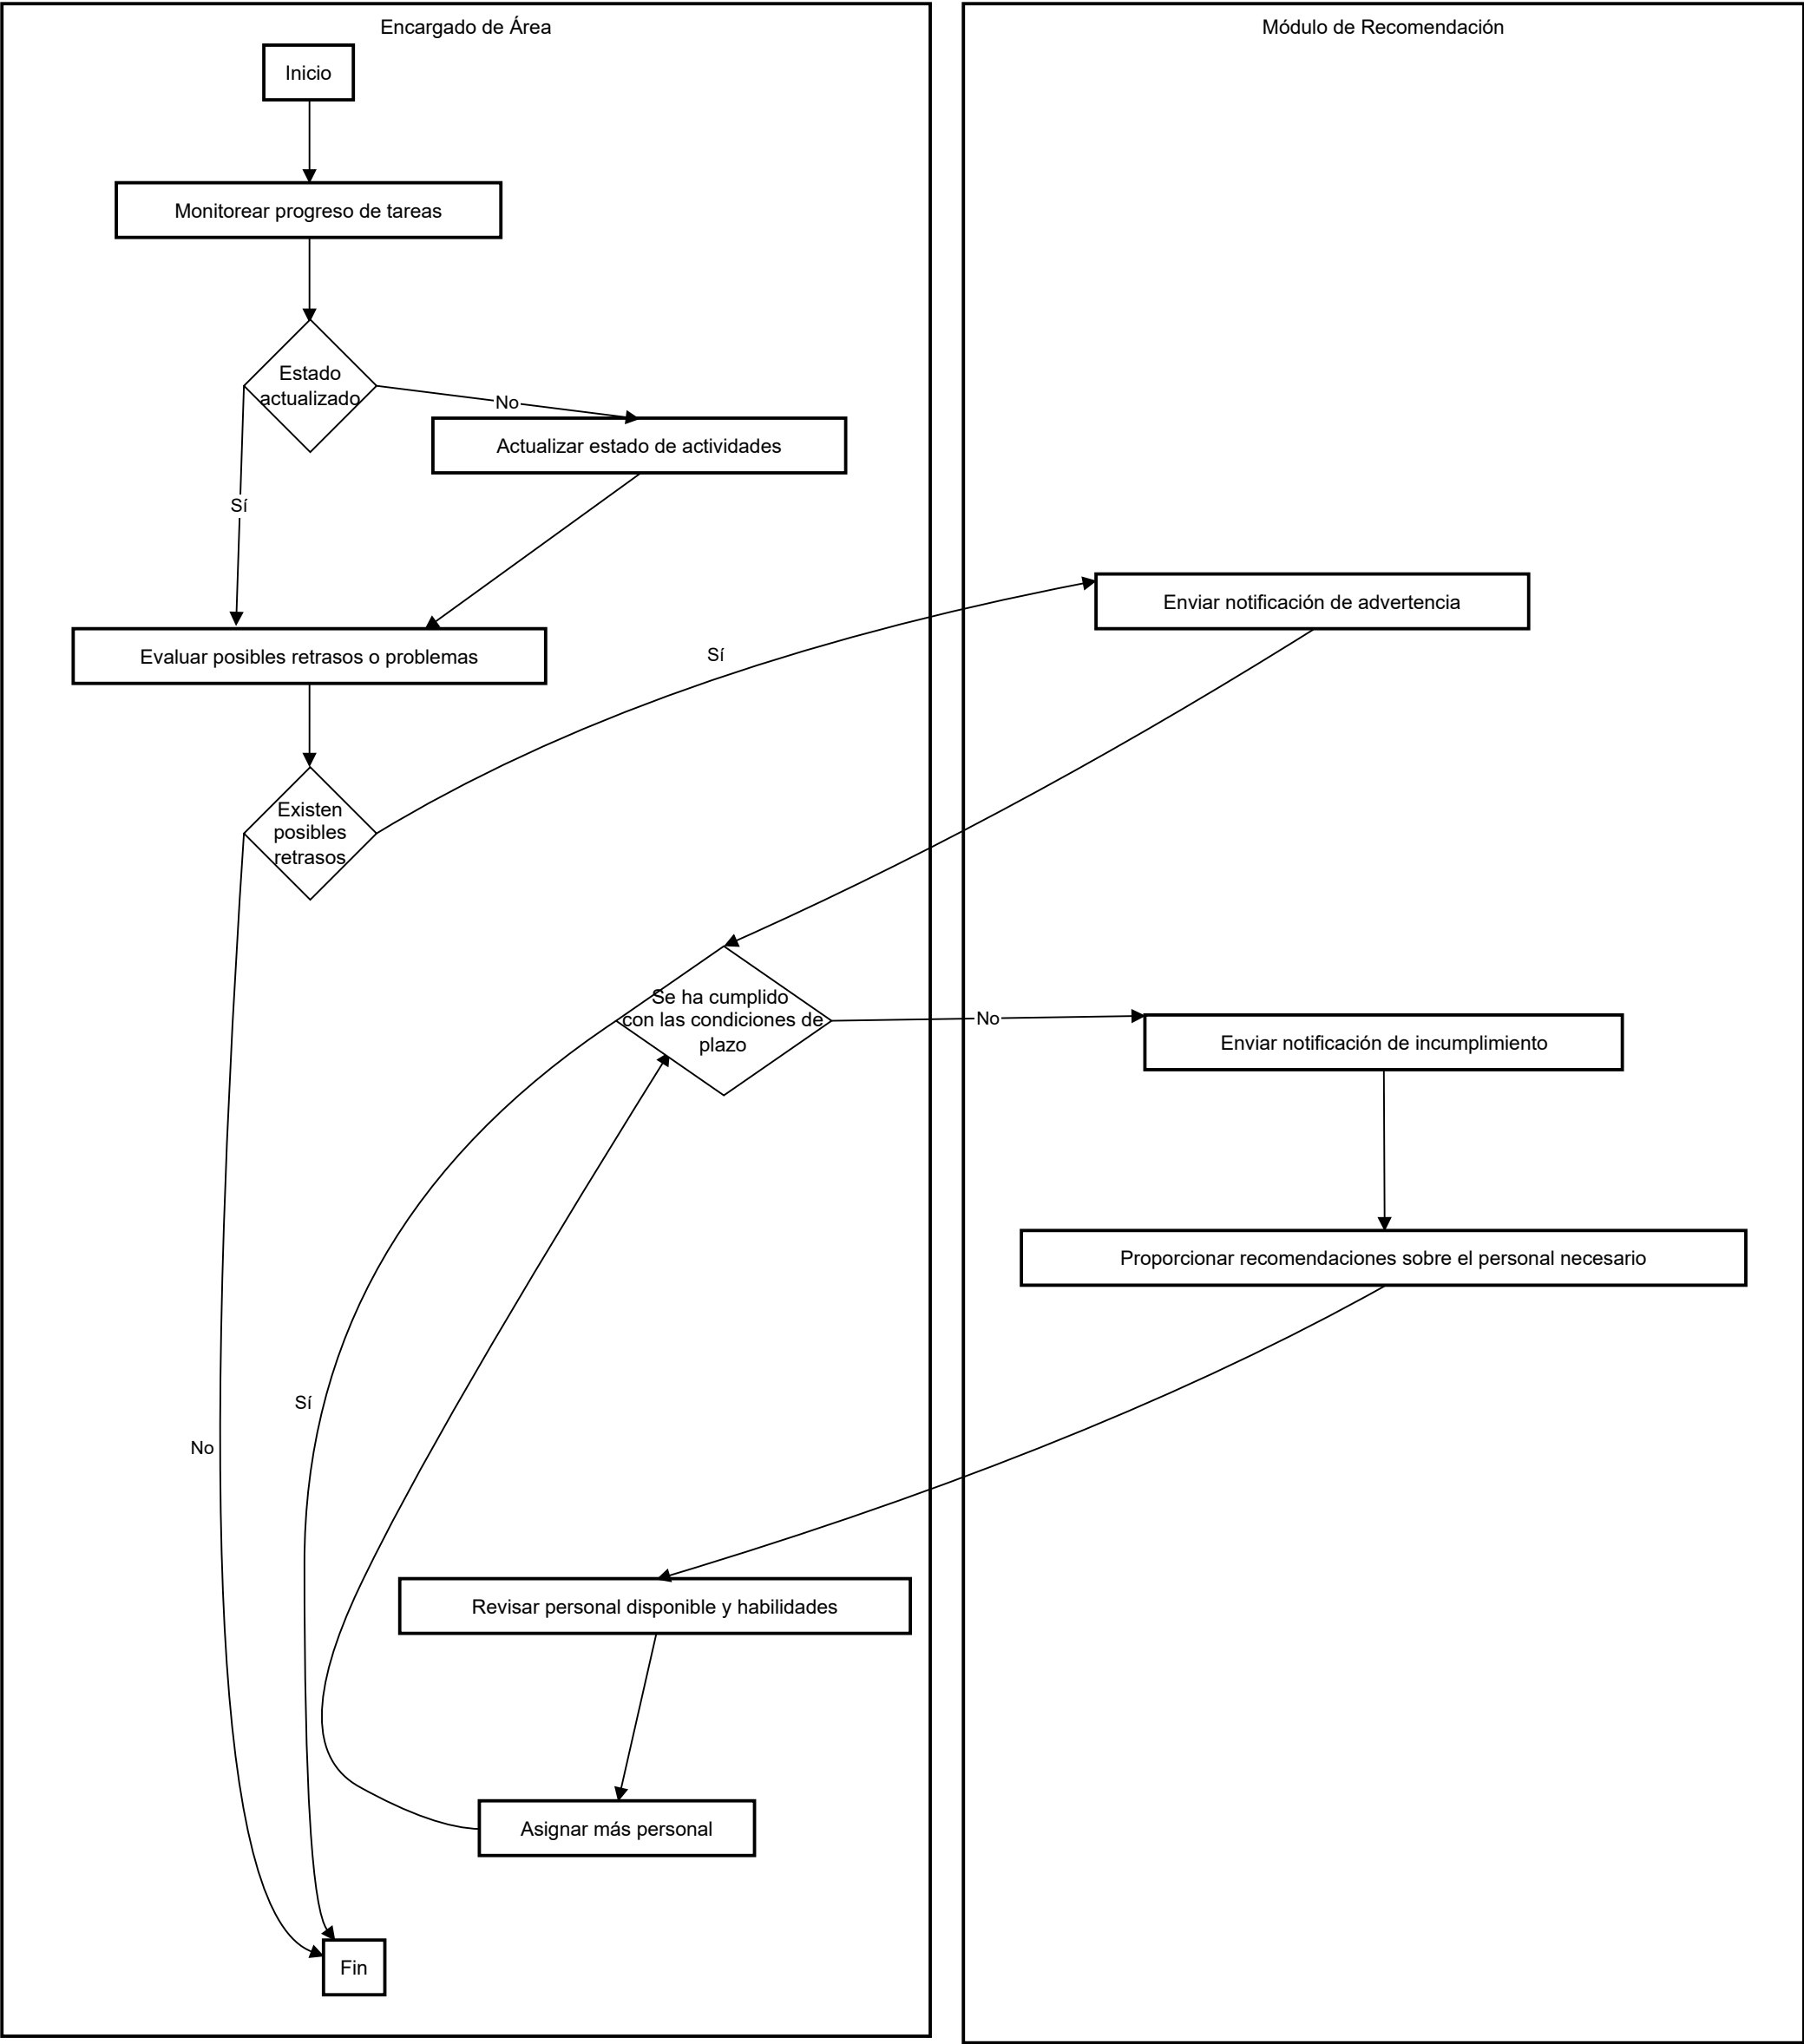 Encargado de Área
Módulo de Recomendación
Inicio
Monitorear progreso de tareas
Estado
actualizado
No
Actualizar estado de actividades
Sí
Enviar notificación de advertencia
Evaluar posibles retrasos o problemas
Sí
Existen
posibles
retrasos
Se ha cumplido
con las condiciones de
plazo
No
Enviar notificación de incumplimiento
Proporcionar recomendaciones sobre el personal necesario
Sí
No
Revisar personal disponible y habilidades
Asignar más personal
Fin